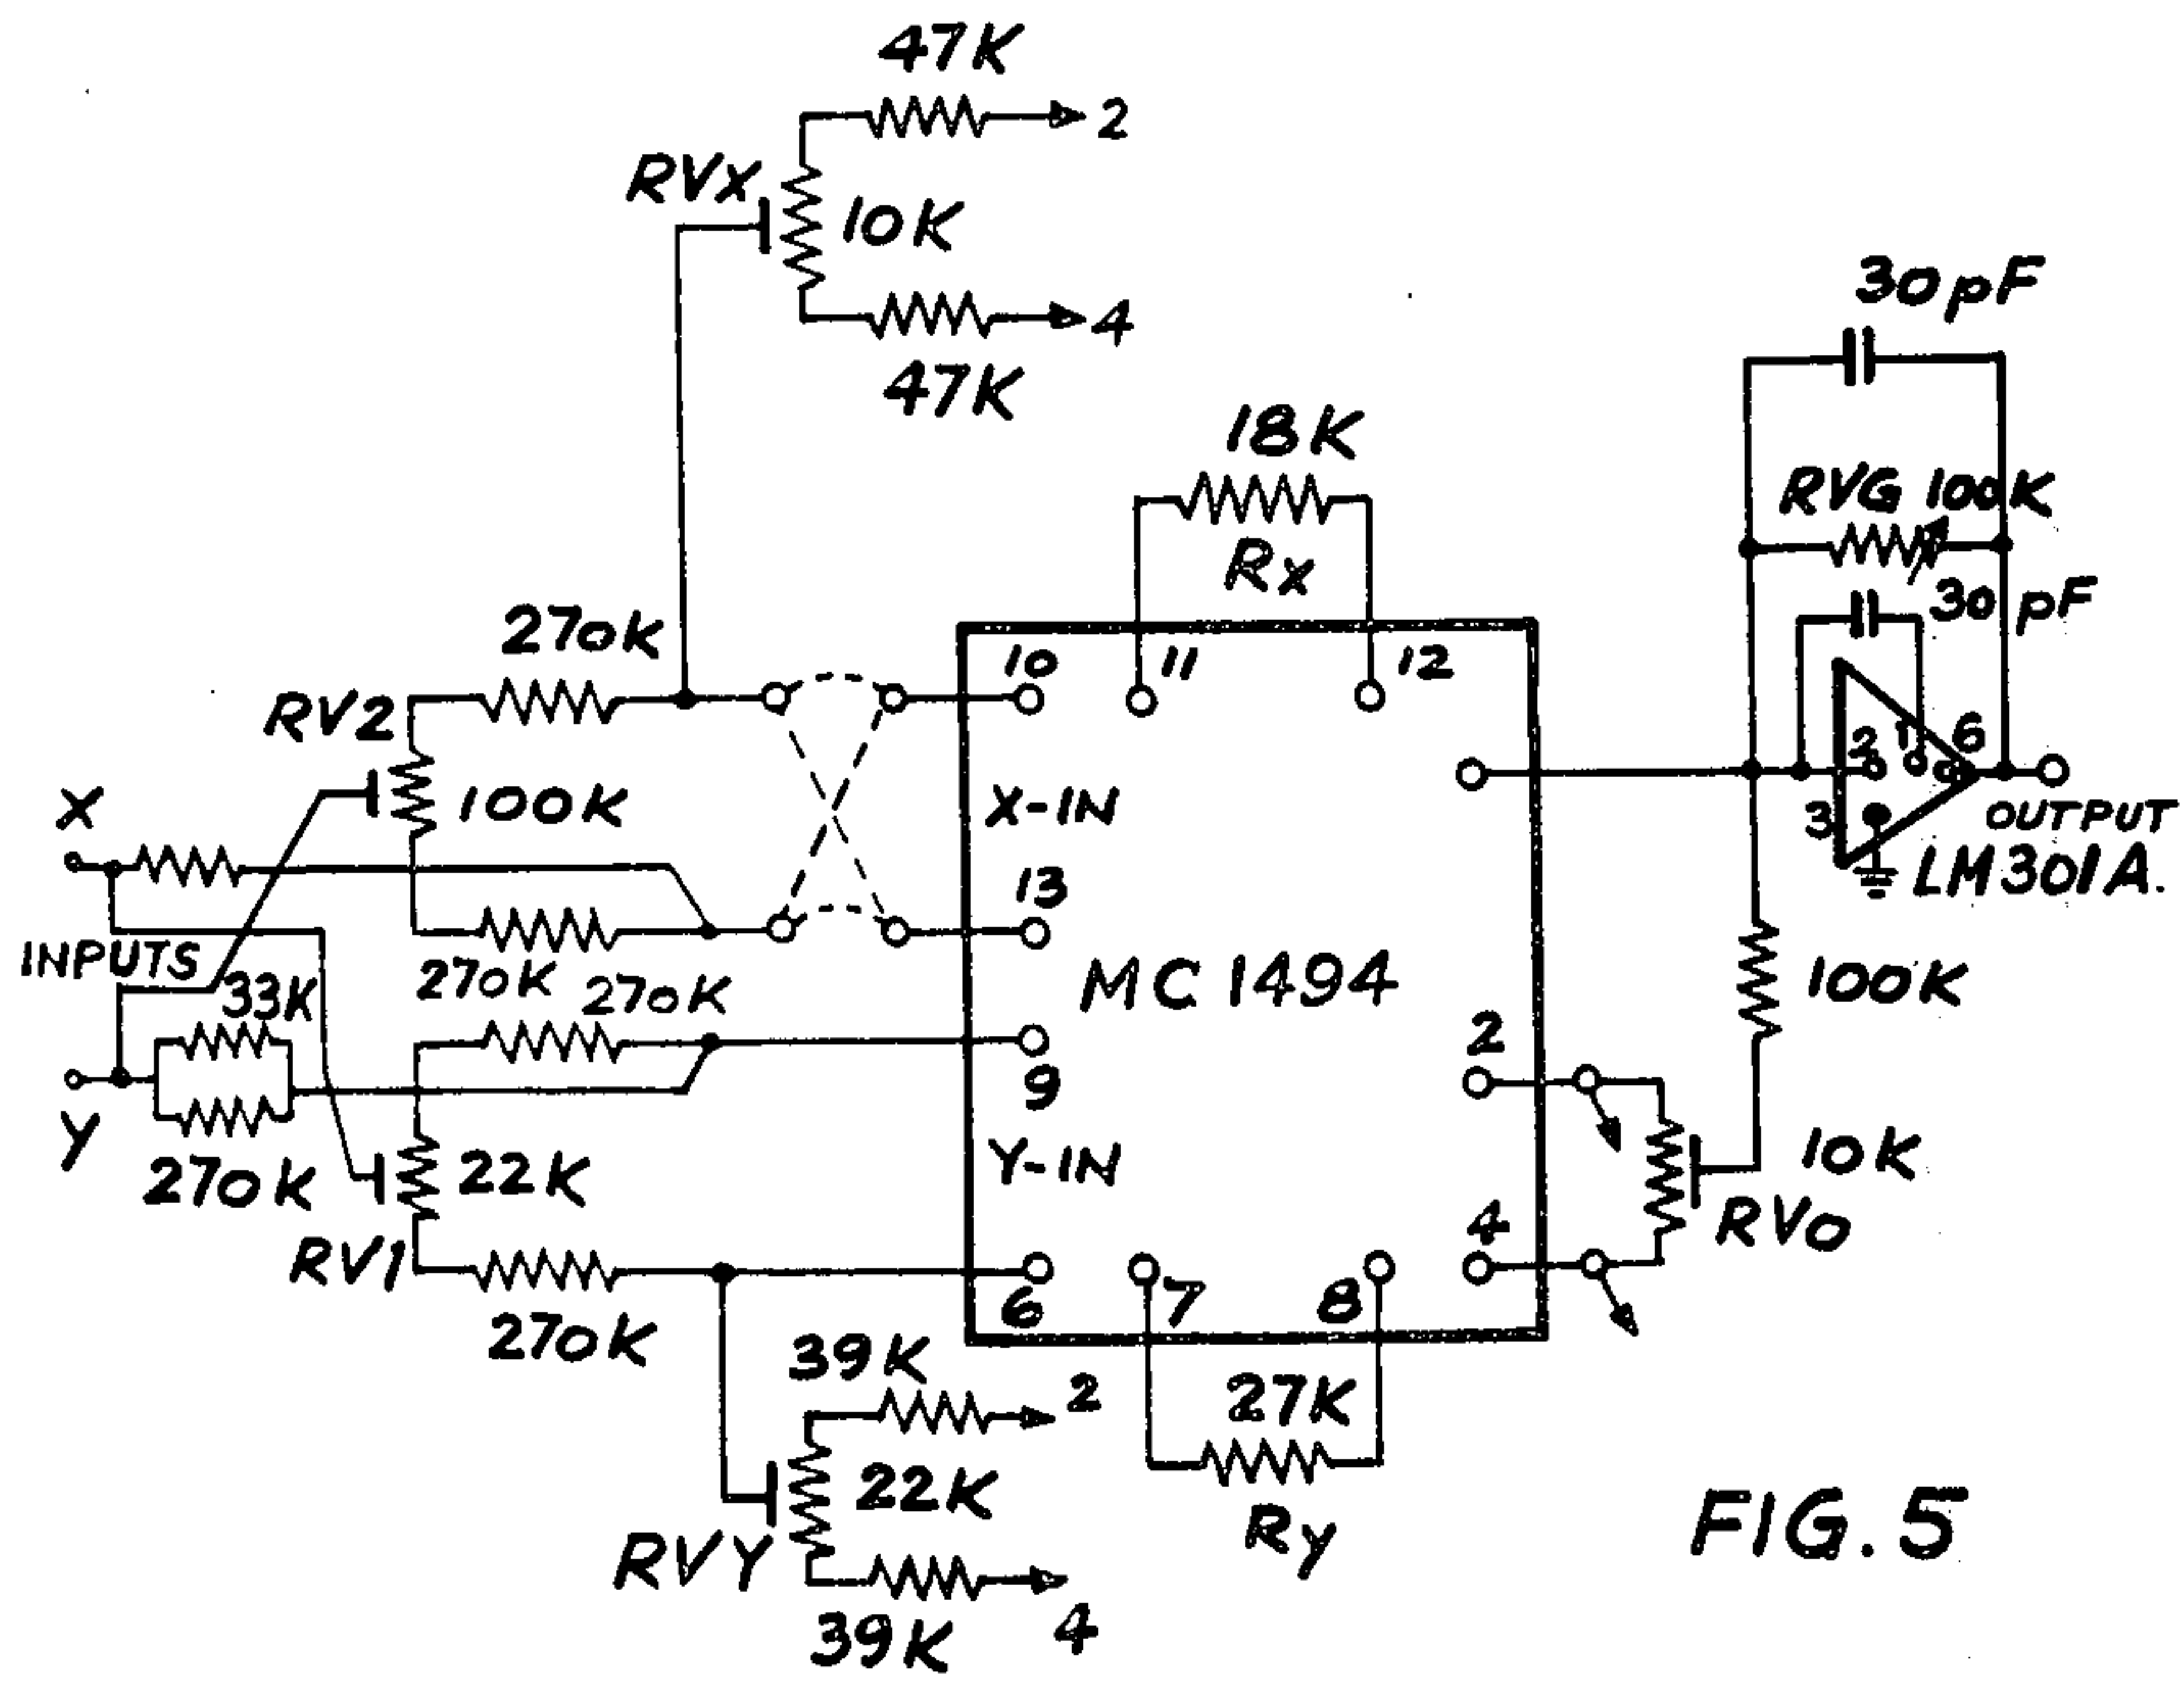 47K
2
RVX
10K
4
47K
30pF
18K
RVG 100K
Rx
30pF
270K
10
11
12
RV2
2
1
6
X
100K
X-IN
3
OUTPUT
13
LM301A.
INPUTS
33K
270K
270K
MC1494
100K
2
9
Y
Y-IN
270K
22K
10K
4
RVO
RV1
6
7
8
270K
39K
2
27K
22K
Ry
RVY
FIG. 5
39K
4